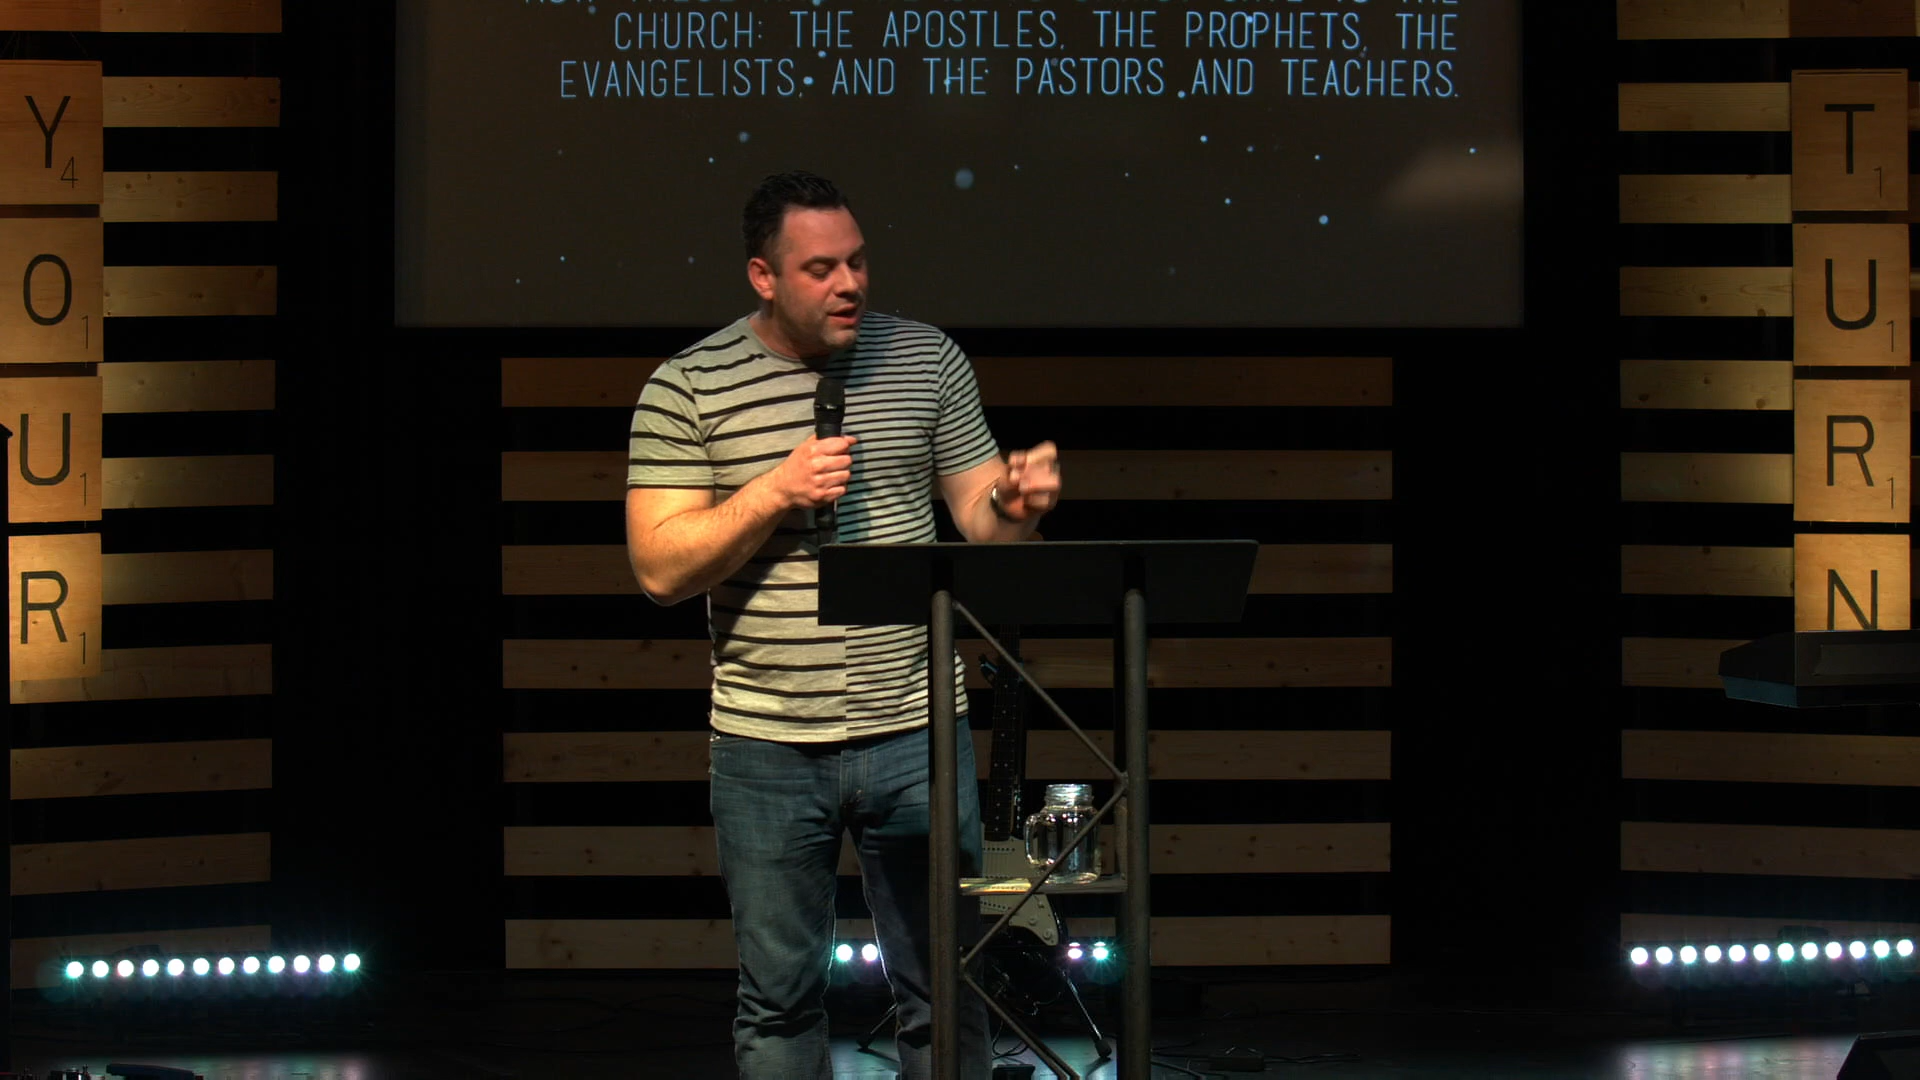 CHURCH: THE APOSTLES, THE PROPHETS, THE
EVANGELISTS, AND THE PASTORS AND TEACHERS.
Y4
O1
U1
R1
T1
U1
R1
N